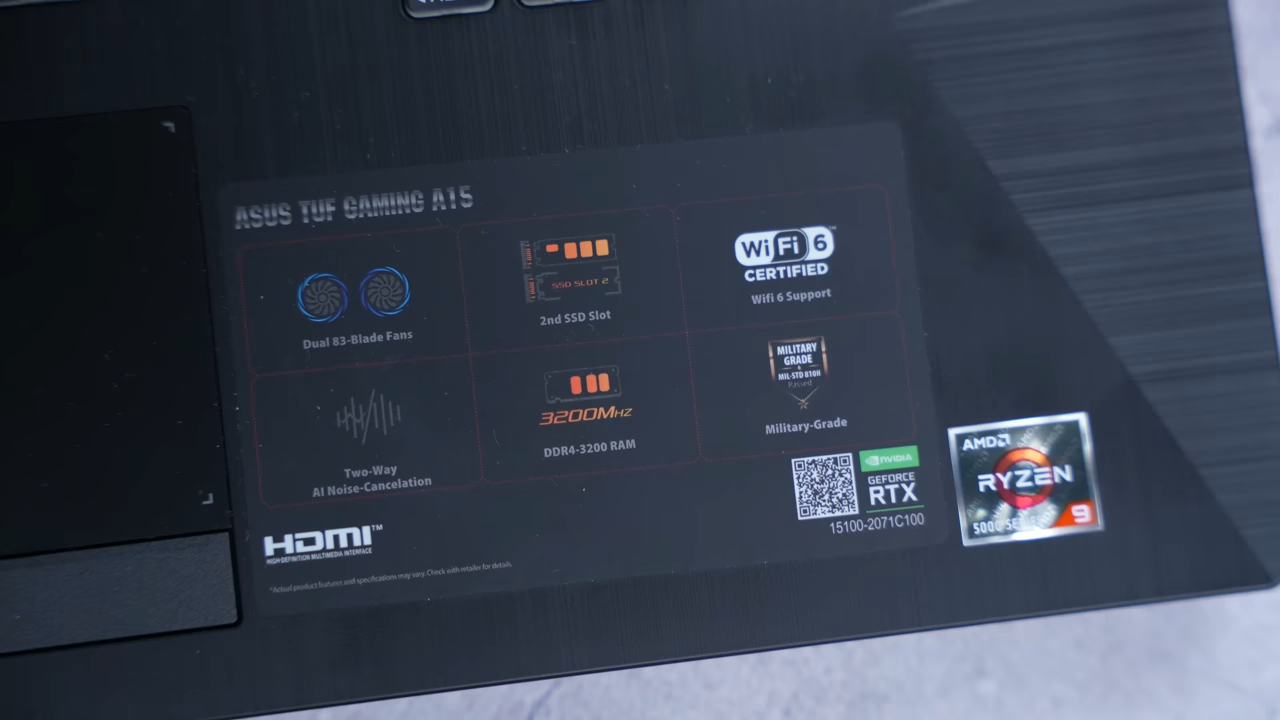 ASUS TUF GAMING A15
Dual 83-Blade Fans
SSD SLOT 2
2nd SSD Slot
Wi Fi 6
CERTIFIED
Wifi 6 Support
Two-Way
AI Noise-Cancelation
3200MHz
DDR4-3200 RAM
MILITARY
GRADE
MIL-STD 810H
Passed
Military-Grade
HDMI™
HIGH-DEFINITION MULTIMEDIA INTERFACE
*Actual product features and specifications may vary. Check with retailer for details.
NVIDIA
GEFORCE
RTX
15100-2071C100
AMD
RYZEN
5000 SERIES
9